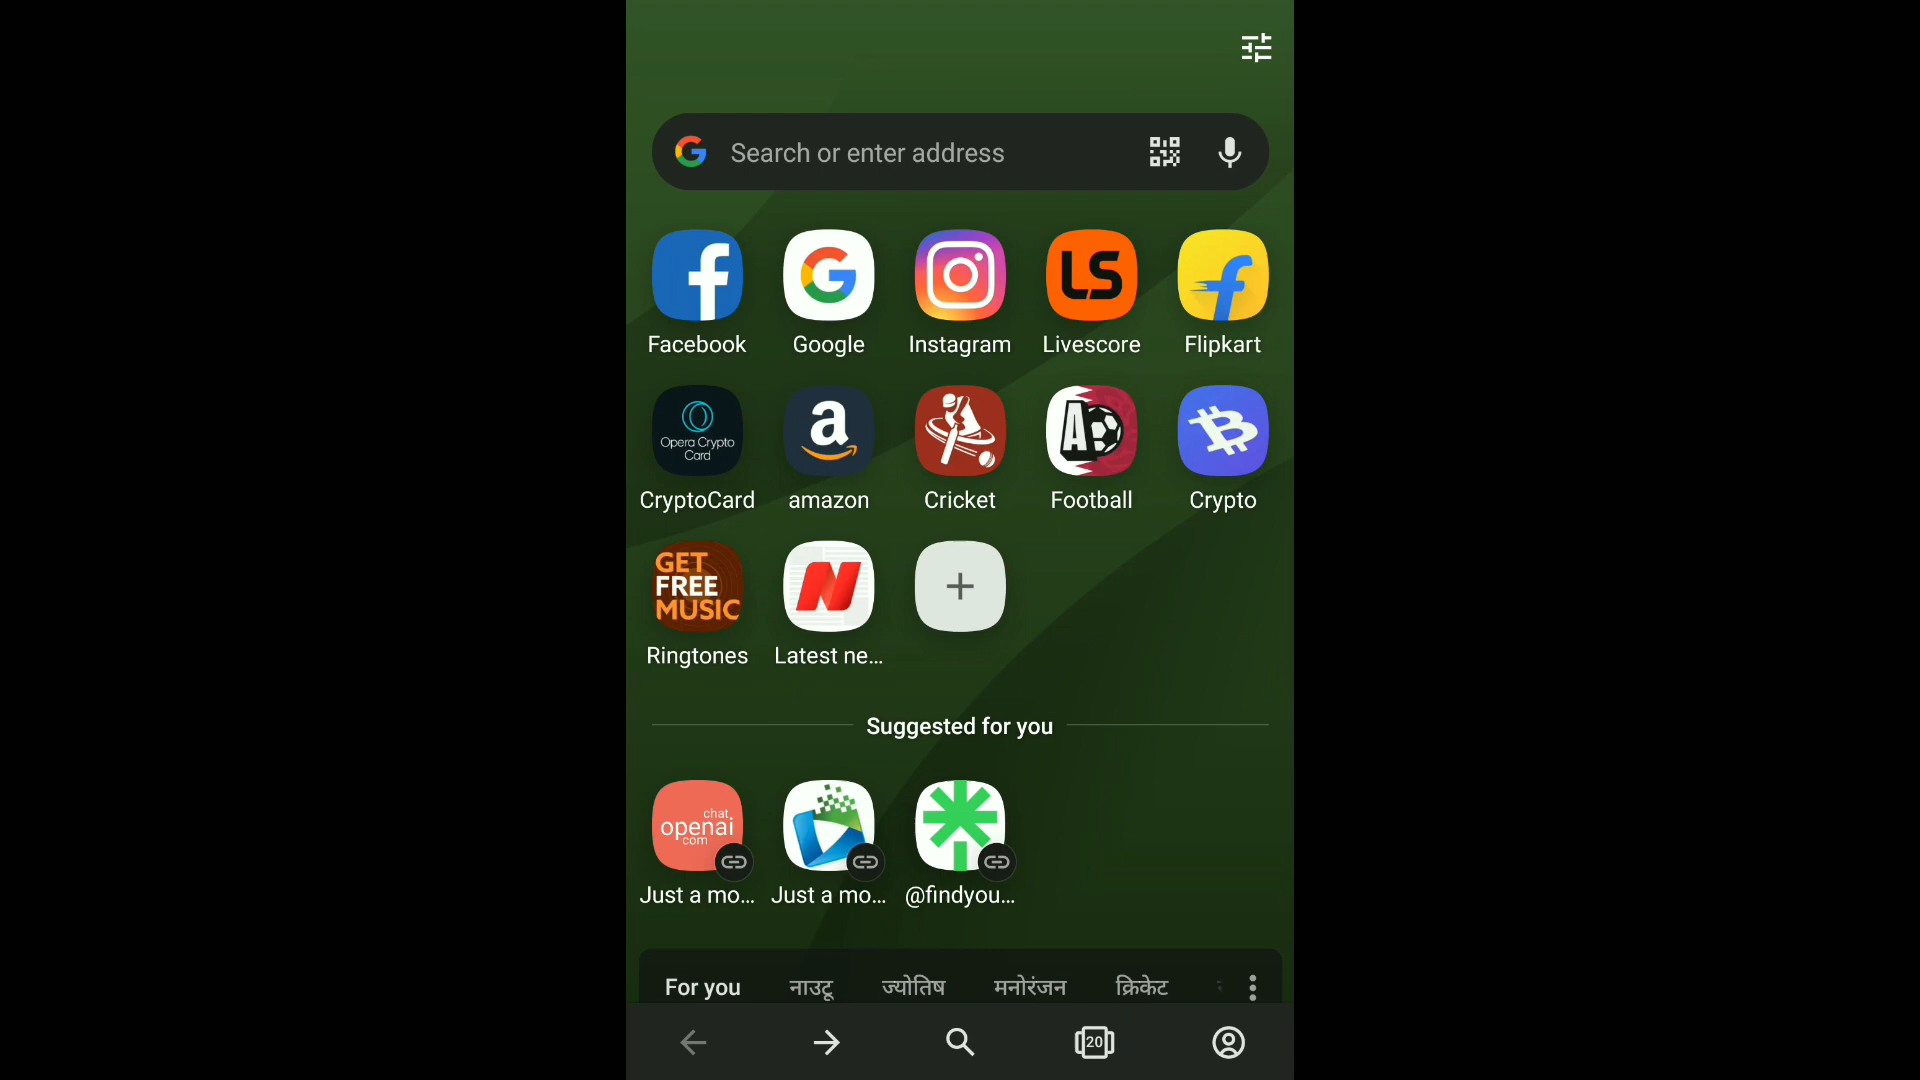 Search or enter address
Facebook Google Instagram Livescore Flipkart
Opera Crypto
Card
CryptoCard amazon Cricket Football Crypto
GET
FREE
MUSIC
Ringtones Latest ne...
Suggested for you
chat
openai
com
Just a mo... Just a mo... @findyou...
For you नाउटू ज्योतिष मनोरंजन क्रिकेट
20